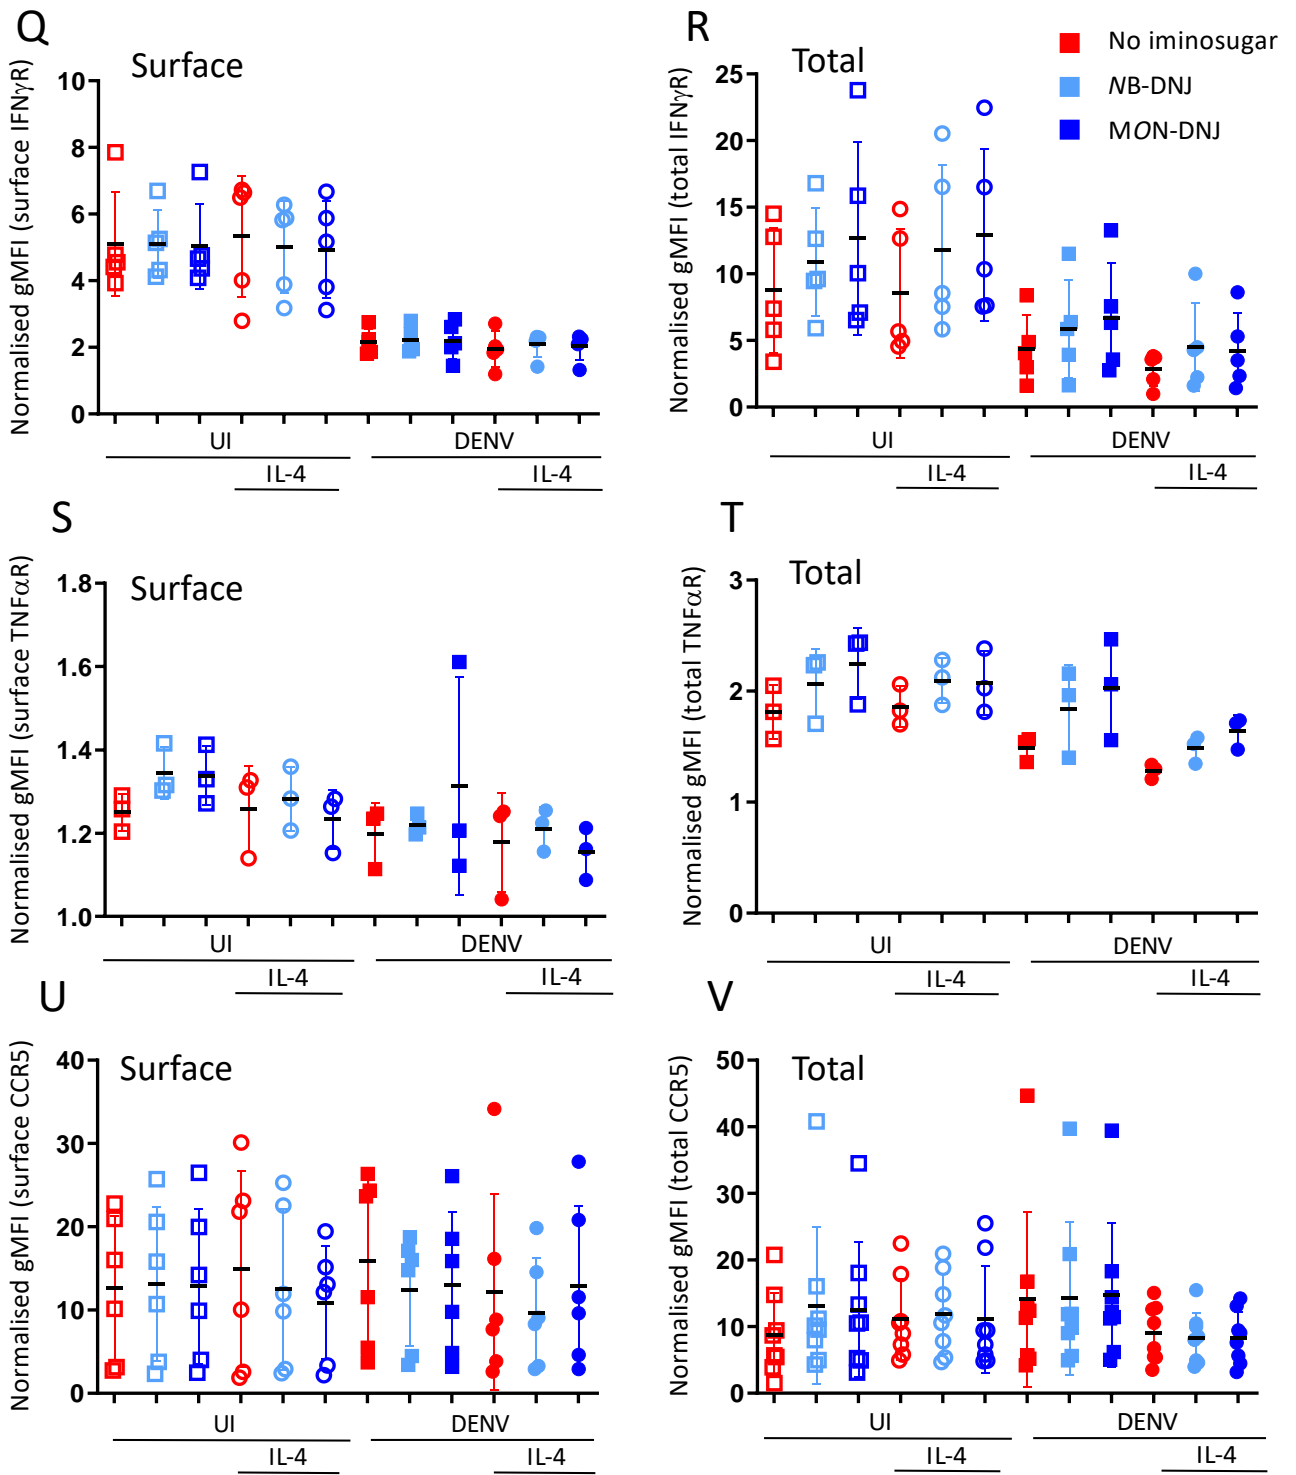 Q
Surface
Normalised gMFI (surface IFNγR)
10
8
6
4
2
0
UI
DENV
IL-4
IL-4
R
Total
No iminosugar
NB-DNJ
MON-DNJ
Normalised gMFI (total IFNγR)
25
20
15
10
5
0
UI
DENV
IL-4
IL-4
S
Surface
Normalised gMFI (surface TNFαR)
1.8
1.6
1.4
1.2
1.0
UI
DENV
IL-4
IL-4
T
Total
Normalised gMFI (total TNFαR)
3
2
1
0
UI
DENV
IL-4
IL-4
U
Surface
Normalised gMFI (surface CCR5)
40
30
20
10
0
UI
DENV
IL-4
IL-4
V
Total
Normalised gMFI (total CCR5)
50
40
30
20
10
0
UI
DENV
IL-4
IL-4